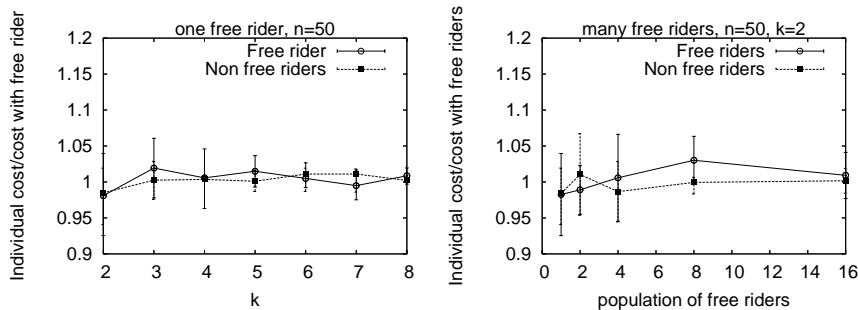 one free rider, n=50
Individual cost/cost with free rider
Free rider
Non free riders
1.2
1.15
1.1
1.05
1
0.95
0.9
2 3 4 5 6 7 8
k
many free riders, n=50, k=2
Individual cost/cost with free riders
Free riders
Non free riders
1.2
1.15
1.1
1.05
1
0.95
0.9
0 2 4 6 8 10 12 14 16
population of free riders